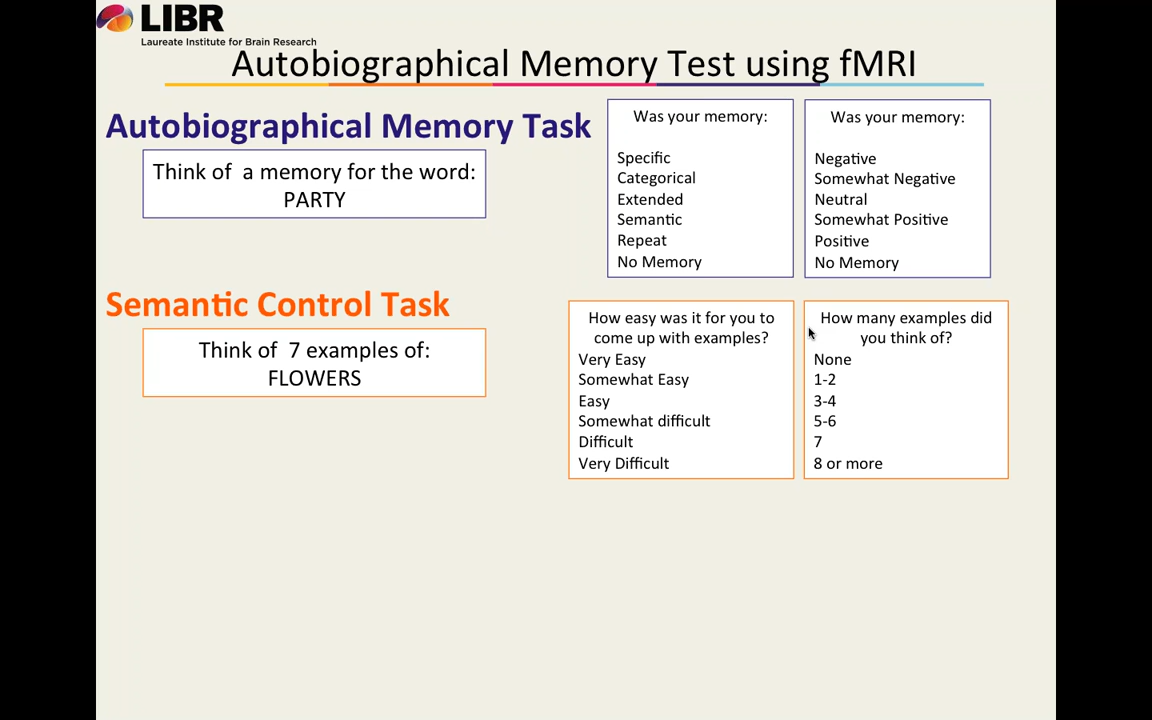 LIBR
Laureate Institute for Brain Research
Autobiographical Memory Test using fMRI
Autobiographical Memory Task
Think of a memory for the word:
PARTY
Was your memory:
Specific
Categorical
Extended
Semantic
Repeat
No Memory
Was your memory:
Negative
Somewhat Negative
Neutral
Somewhat Positive
Positive
No Memory
Semantic Control Task
Think of 7 examples of:
FLOWERS
How easy was it for you to
come up with examples?
Very Easy
Somewhat Easy
Easy
Somewhat difficult
Difficult
Very Difficult
How many examples did
you think of?
None
1-2
3-4
5-6
7
8 or more